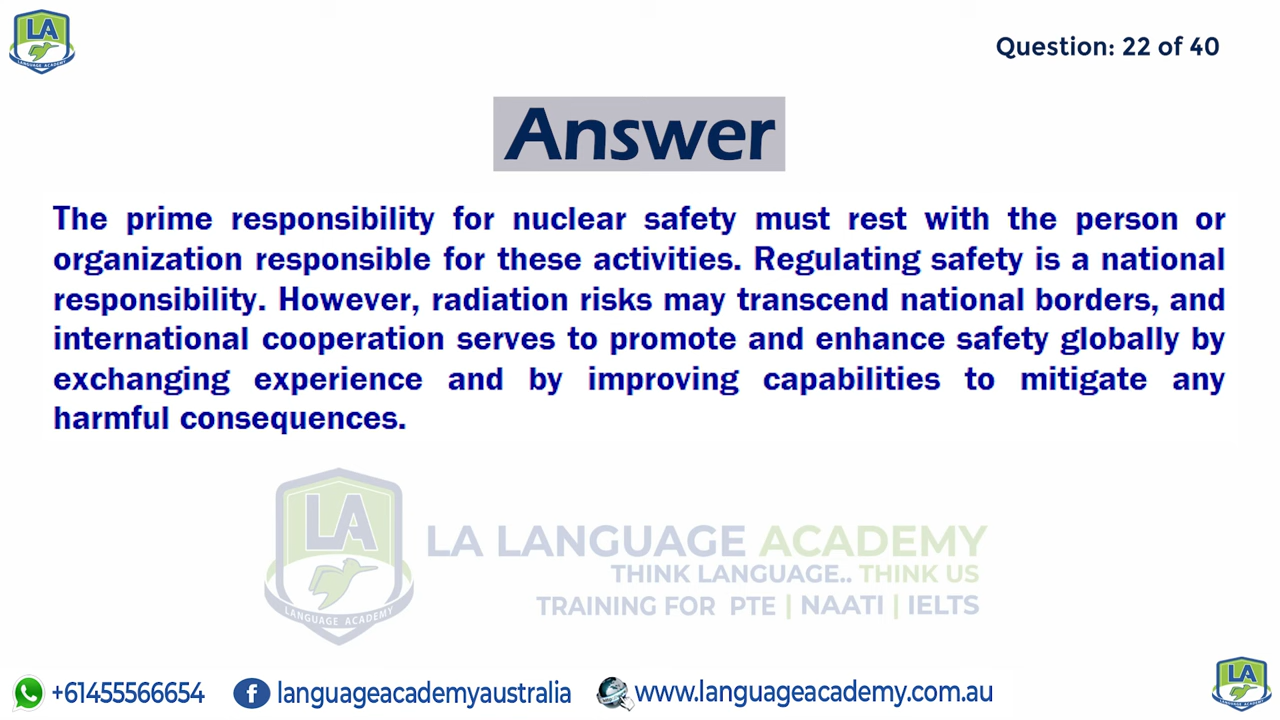 LA
LANGUAGE ACADEMY
Question: 22 of 40
Answer
The prime responsibility for nuclear safety must rest with the person or
organization responsible for these activities. Regulating safety is a national
responsibility. However, radiation risks may transcend national borders, and
international cooperation serves to promote and enhance safety globally by
exchanging experience and by improving capabilities to mitigate any
harmful consequences.
LA
LANGUAGE ACADEMY
LA LANGUAGE ACADEMY
THINK LANGUAGE.. THINK US
TRAINING FOR PTE | NAATI | IELTS
+61455566654 languageacademyaustralia www.languageacademy.com.au
LA
LANGUAGE ACADEMY